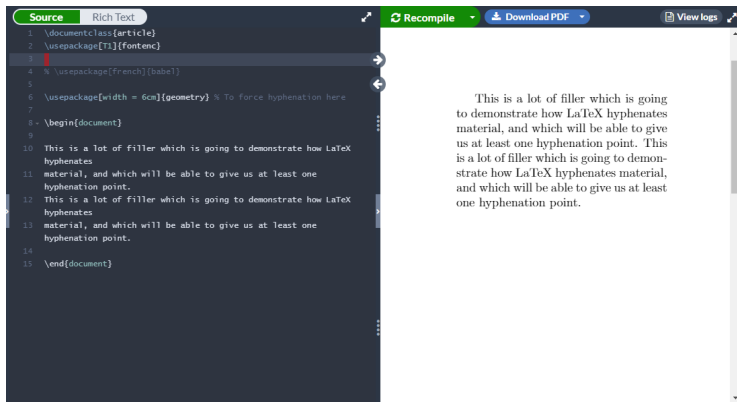 Source Rich Text
Recompile Download PDF View logs
1 \documentclass{article}
2 \usepackage[T1]{fontenc}
3
4 % \usepackage[french]{babel}
5
6 \usepackage[width = 6cm]{geometry} % To force hyphenation here
7
8 \begin{document}
9
10 This is a lot of filler which is going to demonstrate how LaTeX
hyphenates
11 material, and which will be able to give us at least one
hyphenation point.
12 This is a lot of filler which is going to demonstrate how LaTeX
hyphenates
13 material, and which will be able to give us at least one
hyphenation point.
14
15 \end{document}
This is a lot of filler which is going
to demonstrate how LaTeX hyphenates
material, and which will be able to give
us at least one hyphenation point. This
is a lot of filler which is going to demon-
strate how LaTeX hyphenates material,
and which will be able to give us at least
one hyphenation point.